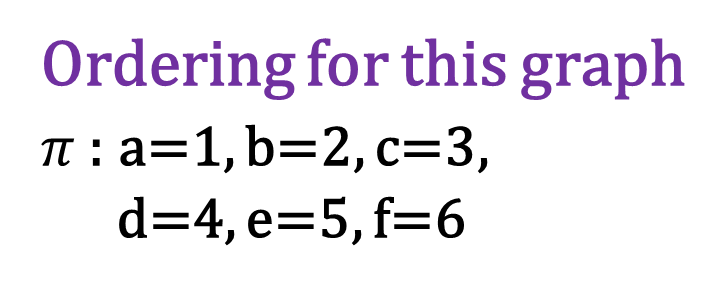 Ordering for this graph
π : a=1, b=2, c=3,
d=4, e=5, f=6